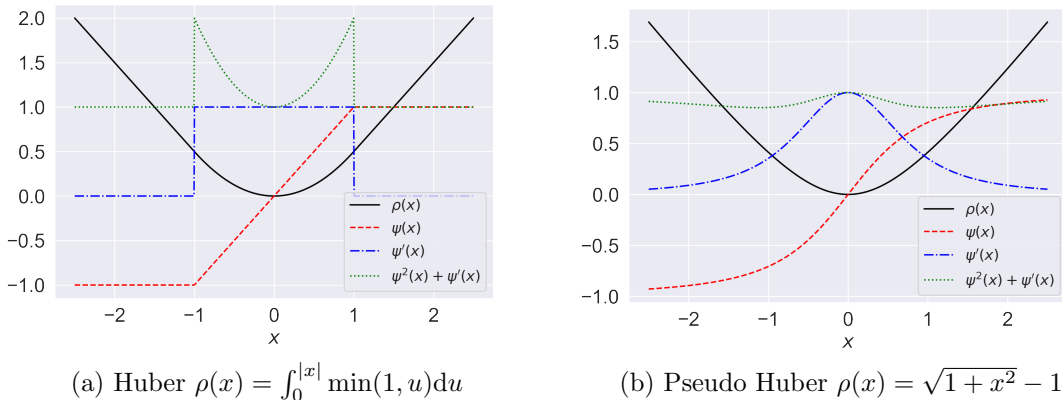 2.0
1.5
1.0
0.5
0.0
−0.5
−1.0
−2 −1 0 1 2
x
ρ(x)
ψ(x)
ψ′(x)
ψ²(x) + ψ′(x)
(a) Huber ρ(x) = ∫₀^{|x|} min(1, u)du
1.5
1.0
0.5
0.0
−0.5
−1.0
−2 −1 0 1 2
x
ρ(x)
ψ(x)
ψ′(x)
ψ²(x) + ψ′(x)
(b) Pseudo Huber ρ(x) = √(1 + x²) − 1